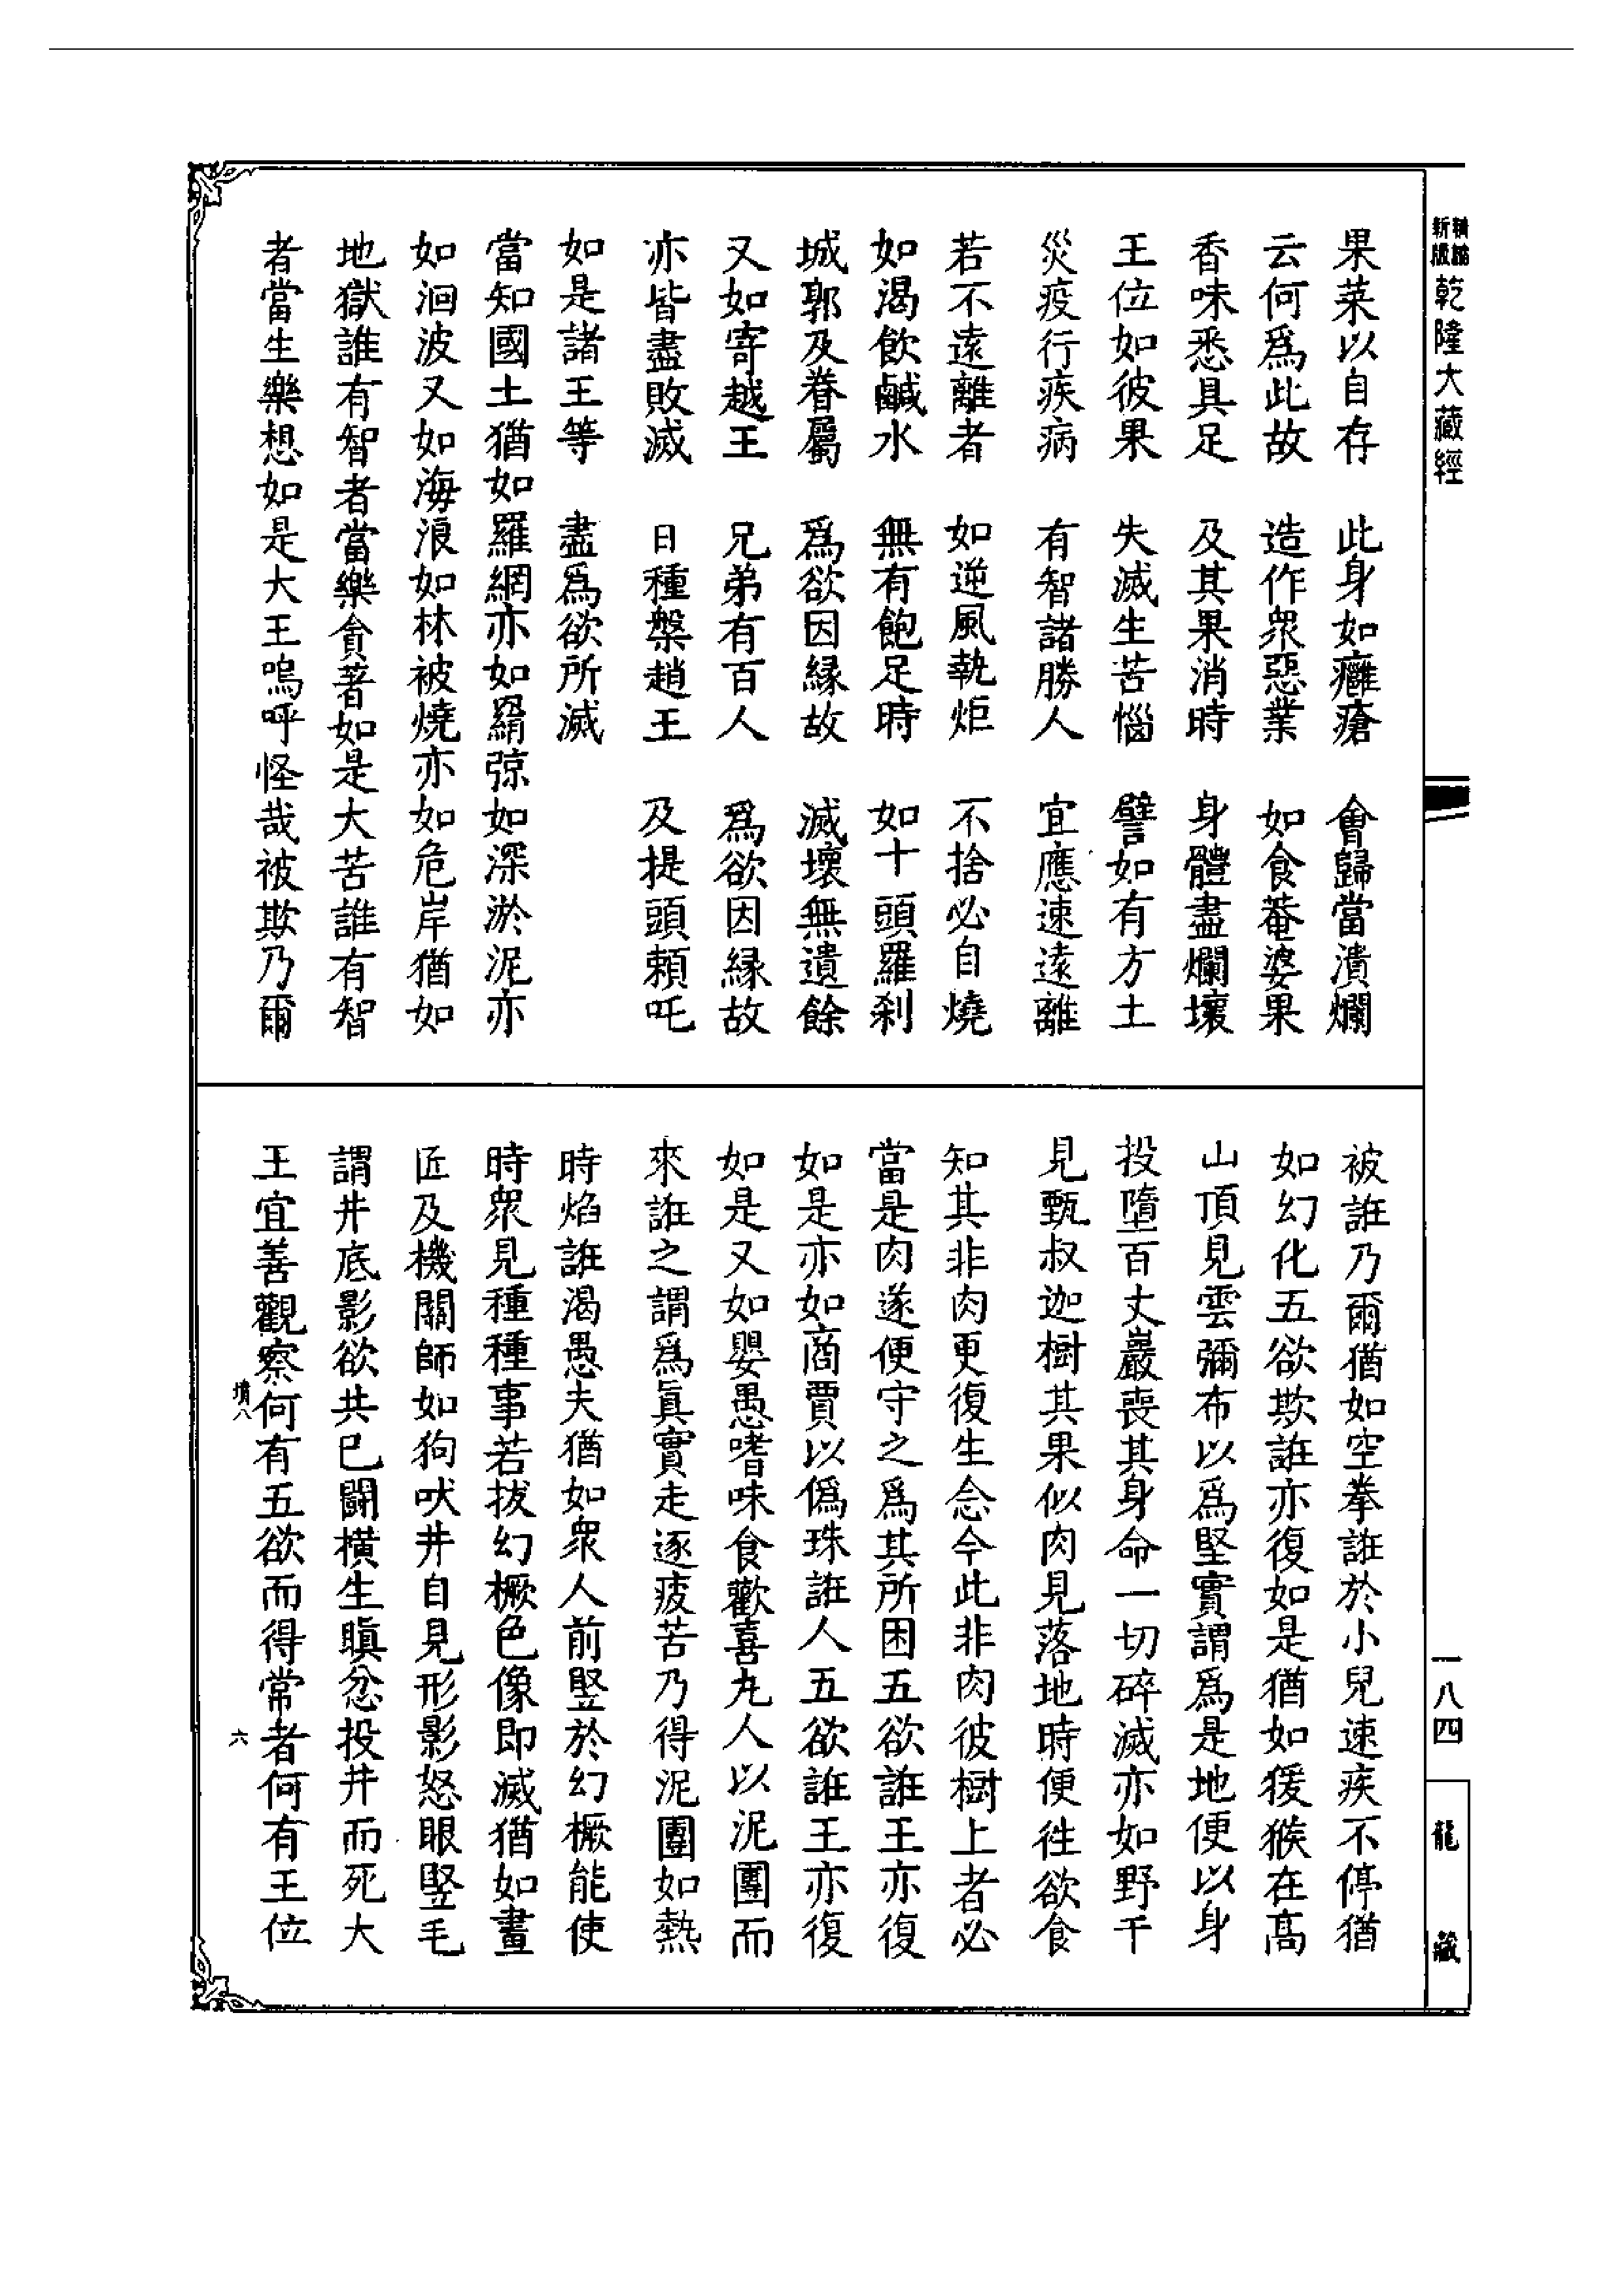 新編
縮版
乾隆大藏經
果菜以自存　此身如癰瘡　會歸當潰爛
云何爲此故　造作衆惡業　如食菴婆果
香味悉具足　及其果消時　身體盡爛壞
王位如彼果　失滅生苦惱　譬如有方土
災疫行疾病　有智諸勝人　宜應速遠離
若不遠離者　如逆風執炬　不捨必自燒
如渴飲鹹水　無有飽足時　如十頭羅刹
城郭及眷屬　爲欲因緣故　滅壞無遺餘
又如寄越王　兄弟有百人　爲欲因緣故
亦皆盡敗滅　日種槃趙王　及提頭賴吒
如是諸王等　盡爲欲所滅
當知國土猶如羅網亦如羂弶如深淤泥亦
如洄波又如海浪如林被燒亦如危岸猶如
地獄誰有智者當樂貪著如是大苦誰有智
者當生樂想如是大王嗚呼怪哉被欺乃爾
被誑乃爾猶如空拳誑於小兒速疾不停猶
如幻化五欲欺誑亦復如是猶如猨猴在高
山頂見雲彌布以爲堅實謂爲是地便以身
投墮百丈巖喪其身命一切碎滅亦如野干
見甄叔迦樹其果似肉見落地時便徃欲食
知其非肉更復生念今此非肉彼樹上者必
當是肉遂便守之爲其所困五欲誑王亦復
如是亦如商賈以僞珠誑人五欲誑王亦復
如是又如嬰愚嗜味食歡喜丸人以泥團而
來誑之謂爲眞實走逐疲苦乃得泥團如熱
時焰誑渴愚夫猶如衆人前竪於幻橛能使
時衆見種種事若拔幻橛色像即滅猶如畫
匠及機關師如狗吠井自見形影怒眼竪毛
謂井底影欲共已鬭橫生瞋忿投井而死大
王宜善觀察何有五欲而得常者何有王位
墳八
六
一八四
龍藏